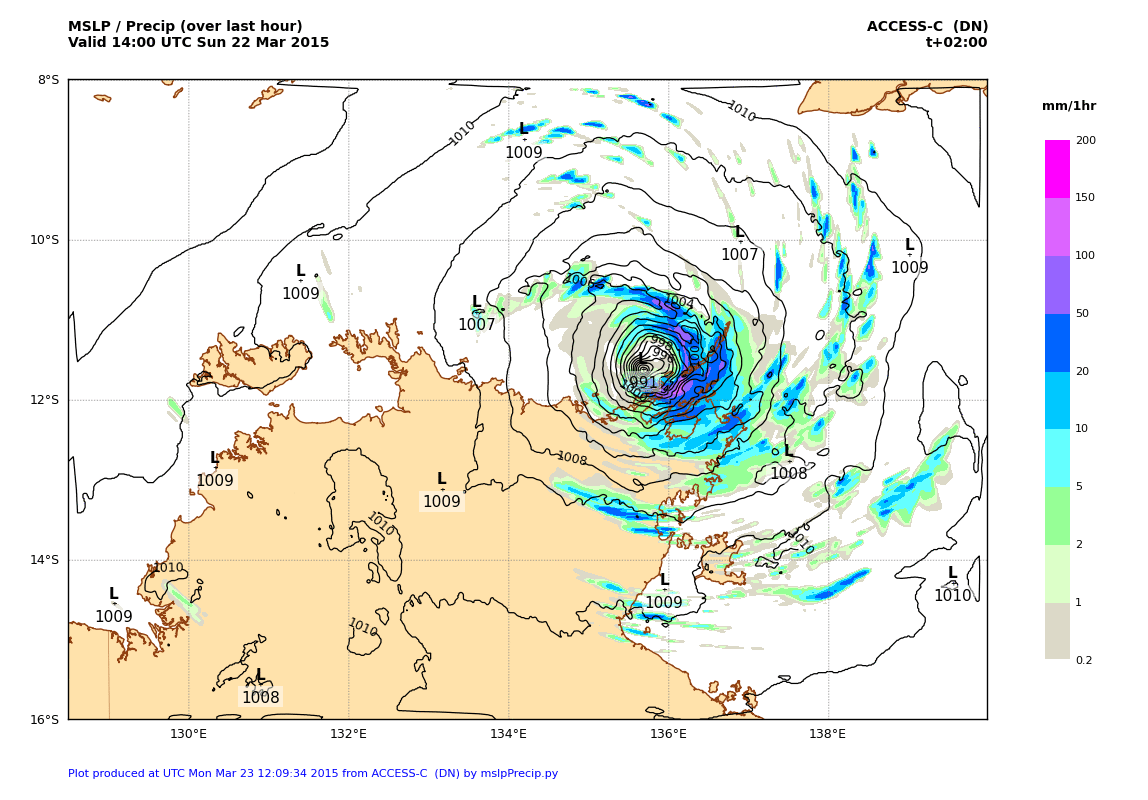 MSLP / Precip (over last hour)
Valid 14:00 UTC Sun 22 Mar 2015
ACCESS-C  (DN)
t+02:00
8°S
10°S
12°S
14°S
16°S
130°E
132°E
134°E
136°E
138°E
mm/1hr
200
150
100
50
20
10
5
2
1
0.2
1010
1010
L
1009
L
1007
L
1009
L
1009
L
1007
1006
1004
998
L
991
1008
L
1008
L
1009
L
1009
1010
1010
1010
L
1009
L
1009
L
1010
1010
L
1008
Plot produced at UTC Mon Mar 23 12:09:34 2015 from ACCESS-C  (DN) by mslpPrecip.py